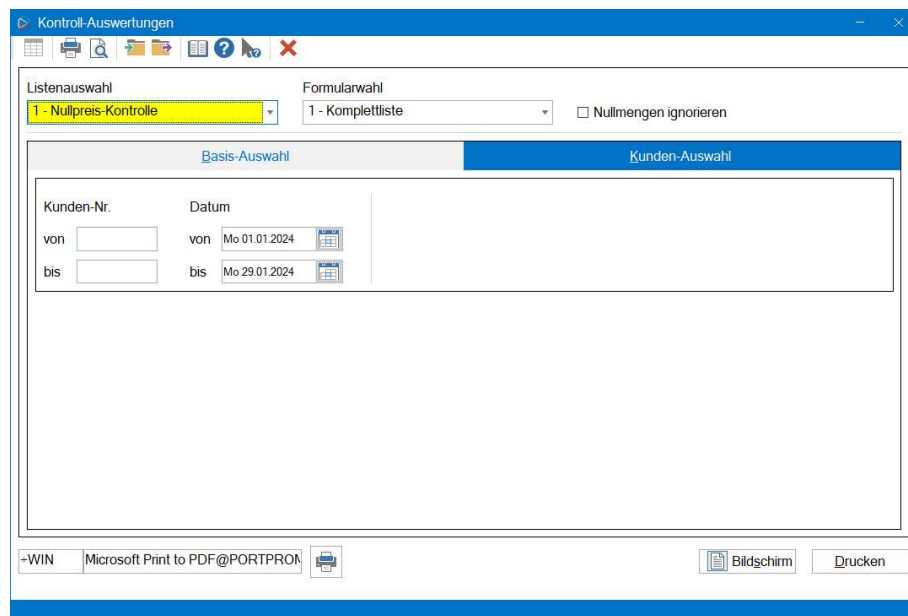 Kontroll-Auswertungen
Listenauswahl Formularwahl
1 - Nullpreis-Kontrolle 1 - Komplettliste Nullmengen ignorieren
Basis-Auswahl Kunden-Auswahl
Kunden-Nr. Datum
von von Mo 01.01.2024
bis bis Mo 29.01.2024
÷WIN Microsoft Print to PDF@PORTPROM Bildschirm Drucken